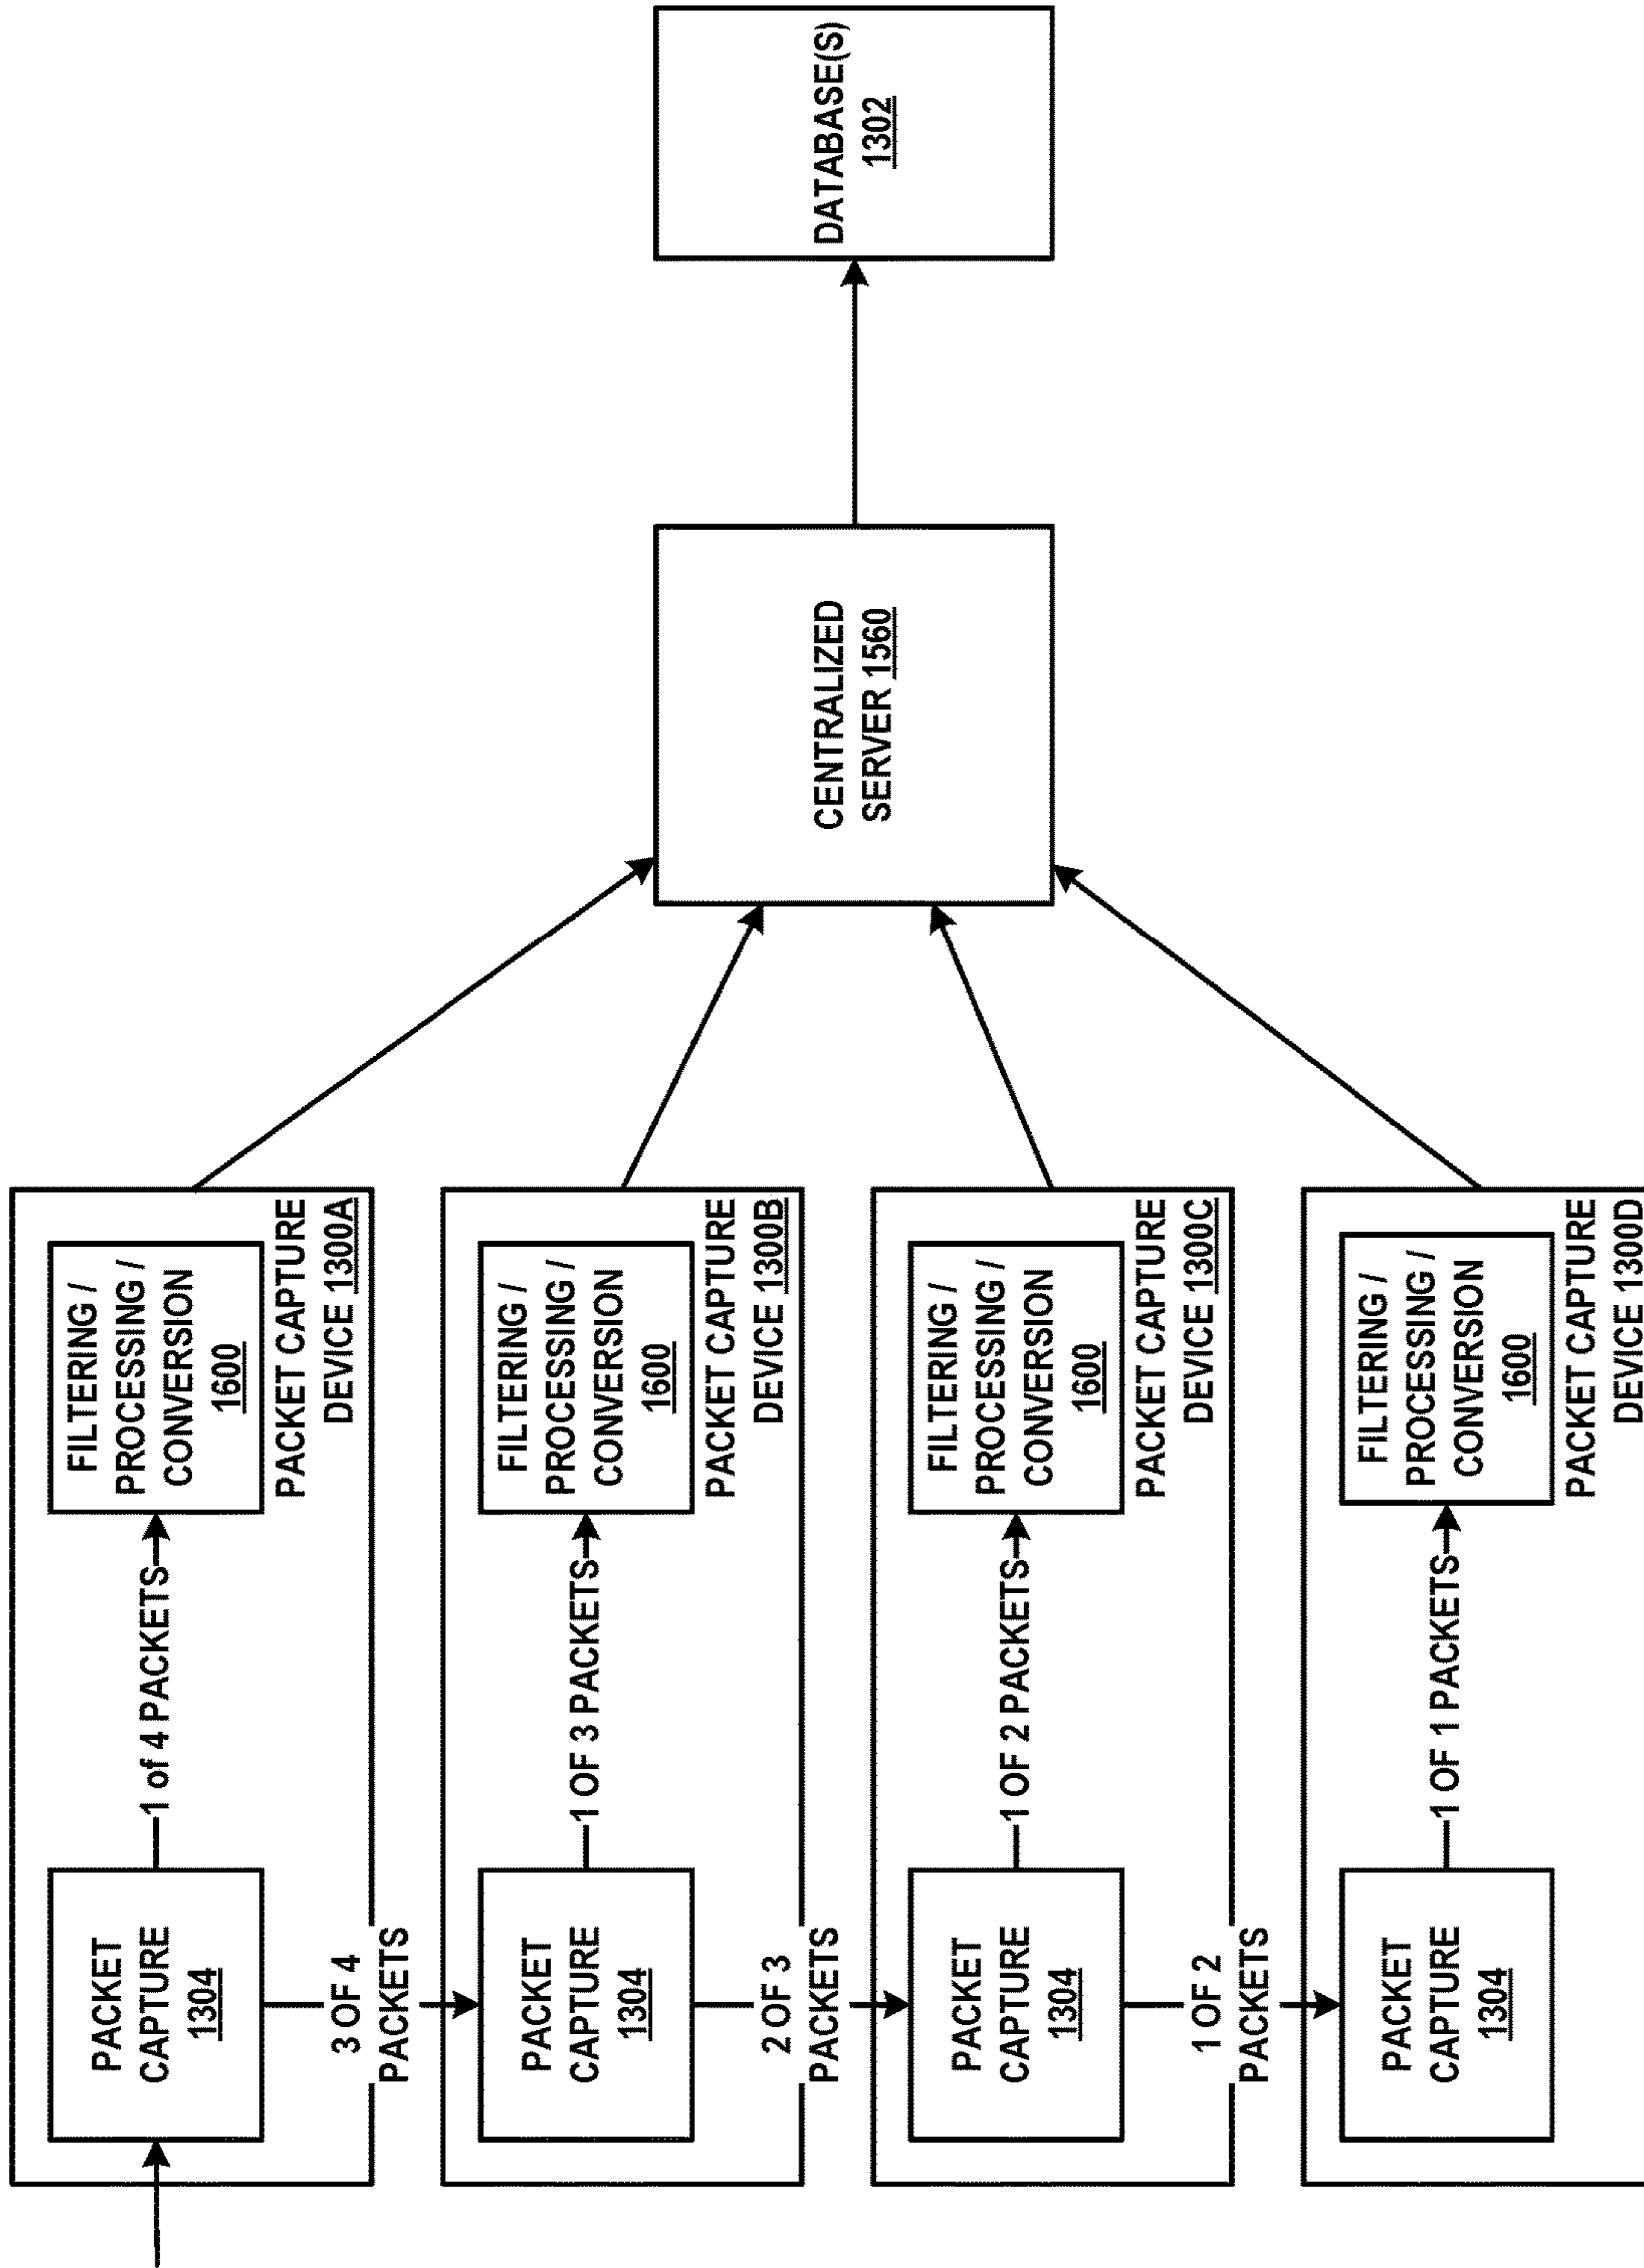 PACKET
CAPTURE
1304
1 of 4 PACKETS
FILTERING /
PROCESSING /
CONVERSION
1600
PACKET CAPTURE
DEVICE 1300A
3 OF 4
PACKETS
PACKET
CAPTURE
1304
1 OF 3 PACKETS
FILTERING /
PROCESSING /
CONVERSION
1600
PACKET CAPTURE
DEVICE 1300B
2 OF 3
PACKETS
PACKET
CAPTURE
1304
1 OF 2 PACKETS
FILTERING /
PROCESSING /
CONVERSION
1600
PACKET CAPTURE
DEVICE 1300C
1 OF 2
PACKETS
PACKET
CAPTURE
1304
1 OF 1 PACKETS
FILTERING /
PROCESSING /
CONVERSION
1600
PACKET CAPTURE
DEVICE 1300D
CENTRALIZED
SERVER 1560
DATABASE(S)
1302